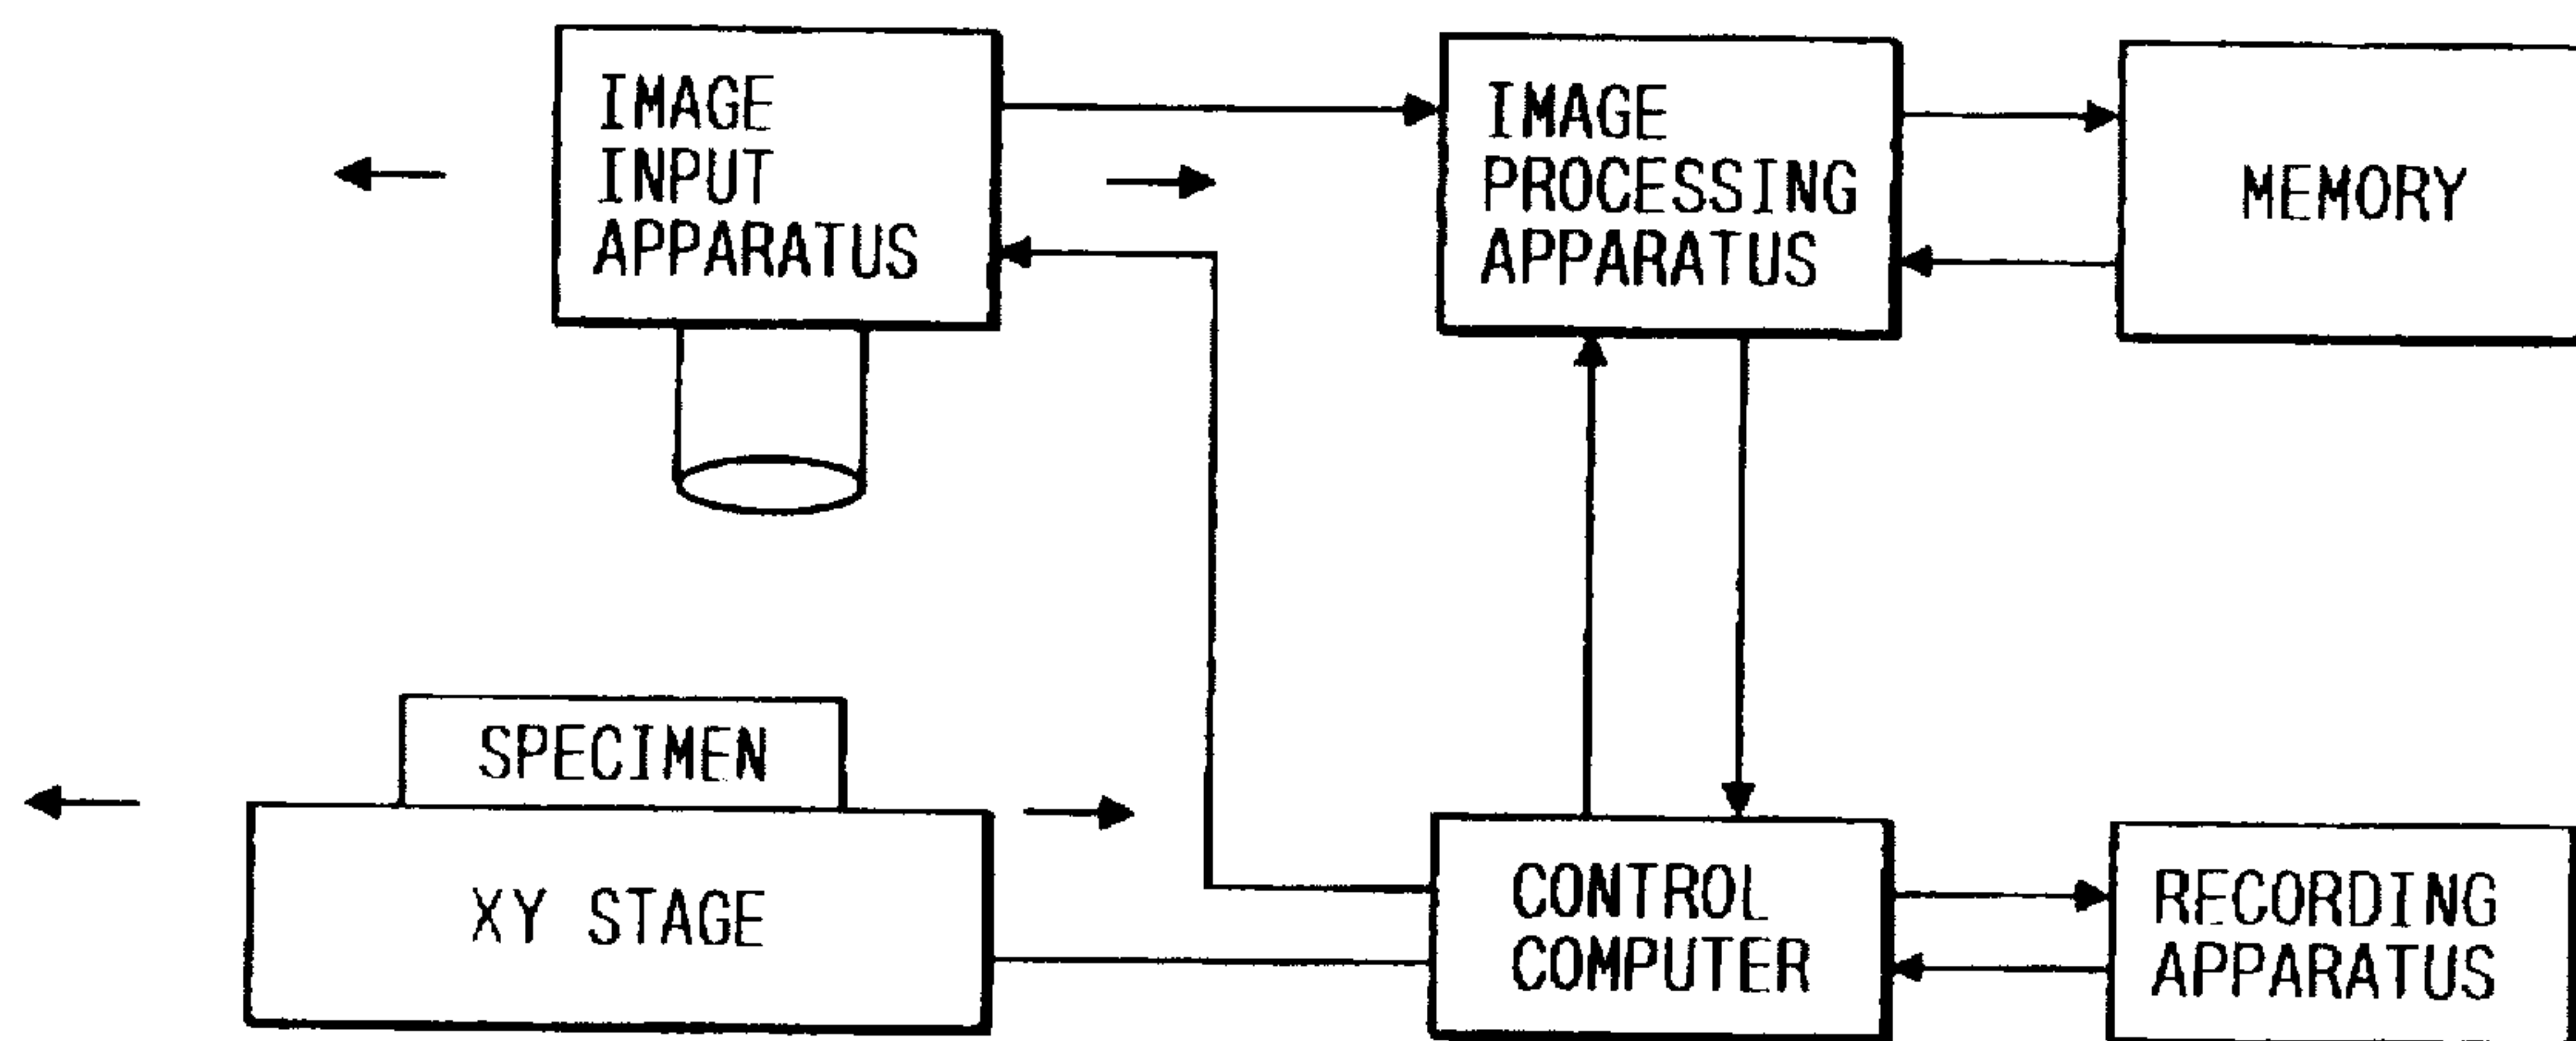 IMAGE
INPUT
APPARATUS
IMAGE
PROCESSING
APPARATUS
MEMORY
SPECIMEN
XY STAGE
CONTROL
COMPUTER
RECORDING
APPARATUS